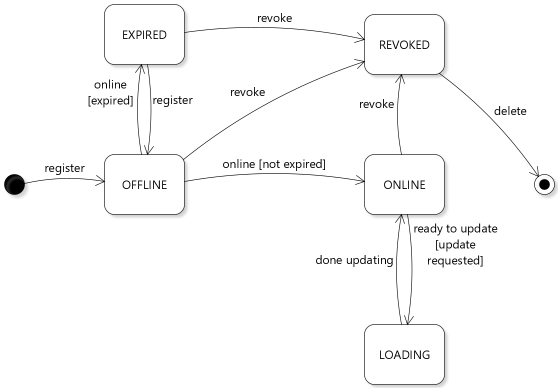 revoke
EXPIRED
REVOKED
online
[expired]
register
revoke
revoke
delete
register
online [not expired]
OFFLINE
ONLINE
ready to update
[update
requested]
done updating
LOADING